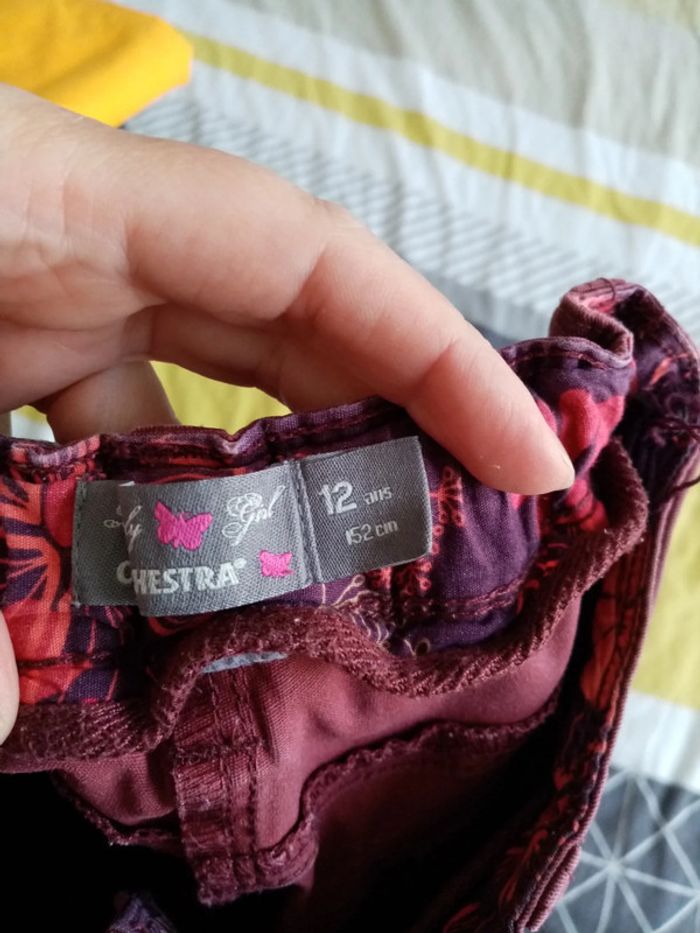 Girl
CHESTRA®
12 ans
152 cm